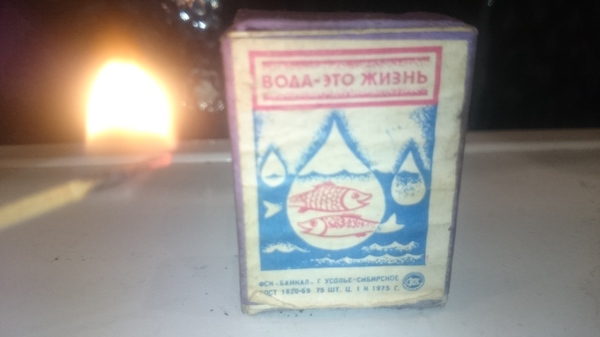 ВОДА-ЭТО ЖИЗНЬ
ФСК „БАЙКАЛ", Г УСОЛЬЕ-СИБИРСКОЕ
ГОСТ 1820-69 75 ШТ. Ц. 1 К 1975 Г.